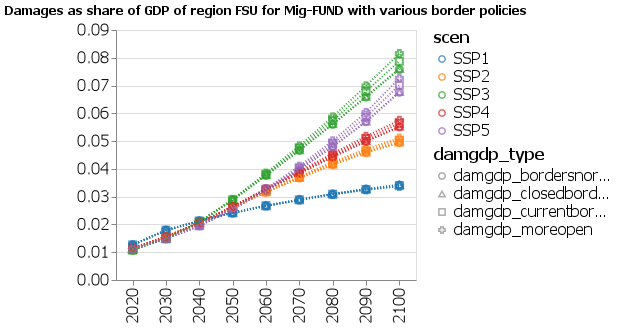 Damages as share of GDP of region FSU for Mig-FUND with various border policies
0.09
0.08
0.07
0.06
0.05
0.04
0.03
0.02
0.01
0.00
2020
2030
2040
2050
2060
2070
2080
2090
2100
scen
SSP1
SSP2
SSP3
SSP4
SSP5
damgdp_type
damgdp_bordersnor...
damgdp_closedbord...
damgdp_currentbor...
damgdp_moreopen